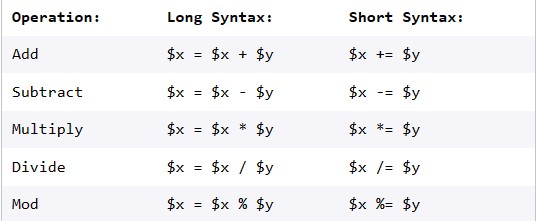 Operation: Long Syntax: Short Syntax:
Add $x = $x + $y $x += $y
Subtract $x = $x - $y $x -= $y
Multiply $x = $x * $y $x *= $y
Divide $x = $x / $y $x /= $y
Mod $x = $x % $y $x %= $y